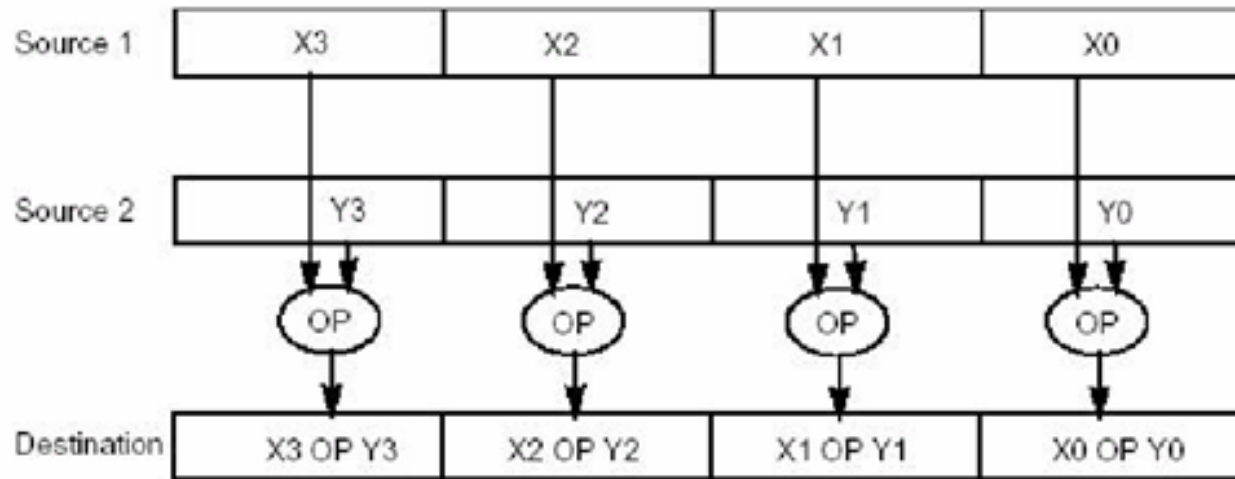 Source 1 X3 X2 X1 X0
Source 2 Y3 Y2 Y1 Y0
OP OP OP OP
Destination X3 OP Y3 X2 OP Y2 X1 OP Y1 X0 OP Y0